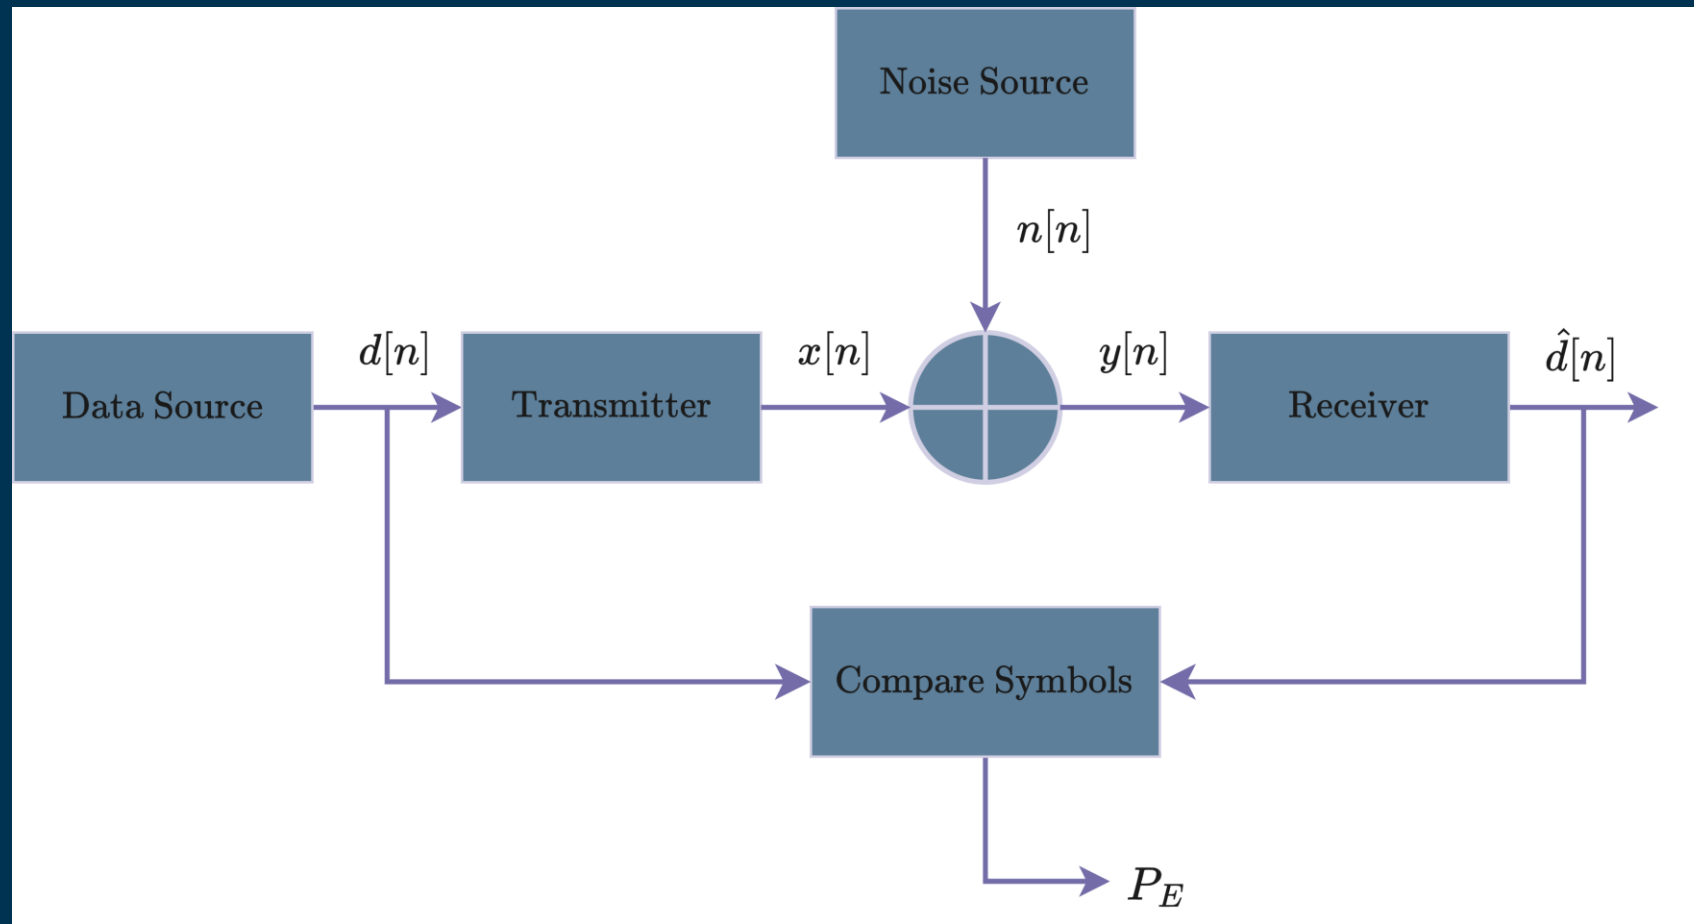 Noise Source
n[n]
d[n]
x[n]
y[n]
d̂[n]
Data Source
Transmitter
Receiver
Compare Symbols
P_E